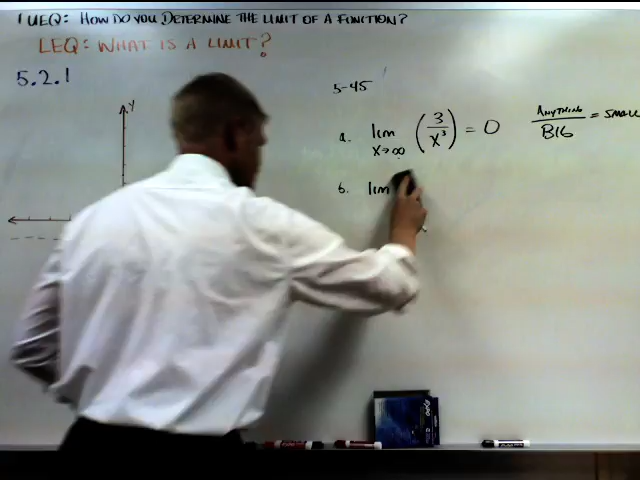 UEQ: HOW DO YOU DETERMINE THE LIMIT OF A FUNCTION?
LEQ: WHAT IS A LIMIT?
5.2.1
y
5-45
a. lim x→∞ (3/x³) = 0
ANYTHING/BIG = SMALL
b. lim